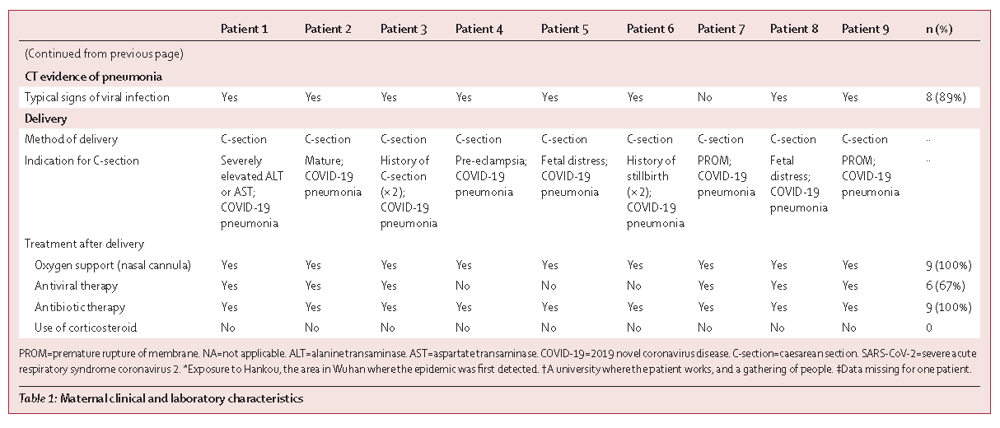 Patient 1 Patient 2 Patient 3 Patient 4 Patient 5 Patient 6 Patient 7 Patient 8 Patient 9 n (%)
(Continued from previous page)
CT evidence of pneumonia
Typical signs of viral infection Yes Yes Yes Yes Yes Yes No Yes Yes 8 (89%)
Delivery
Method of delivery C-section C-section C-section C-section C-section C-section C-section C-section C-section ··
Indication for C-section Severely Mature; History of Pre-eclampsia; Fetal distress; History of PROM; Fetal PROM; ··
elevated ALT COVID-19 C-section COVID-19 COVID-19 stillbirth COVID-19 distress; COVID-19
or AST; pneumonia (×2); pneumonia pneumonia (×2); pneumonia COVID-19 pneumonia
COVID-19 COVID-19 COVID-19 pneumonia
pneumonia pneumonia pneumonia
Treatment after delivery
Oxygen support (nasal cannula) Yes Yes Yes Yes Yes Yes Yes Yes Yes 9 (100%)
Antiviral therapy Yes Yes Yes No No No Yes Yes Yes 6 (67%)
Antibiotic therapy Yes Yes Yes Yes Yes Yes Yes Yes Yes 9 (100%)
Use of corticosteroid No No No No No No No No No 0
PROM=premature rupture of membrane. NA=not applicable. ALT=alanine transaminase. AST=aspartate transaminase. COVID-19=2019 novel coronavirus disease. C-section=caesarean section. SARS-CoV-2=severe acute
respiratory syndrome coronavirus 2. *Exposure to Hankou, the area in Wuhan where the epidemic was first detected. †A university where the patient works, and a gathering of people. ‡Data missing for one patient.
Table 1: Maternal clinical and laboratory characteristics